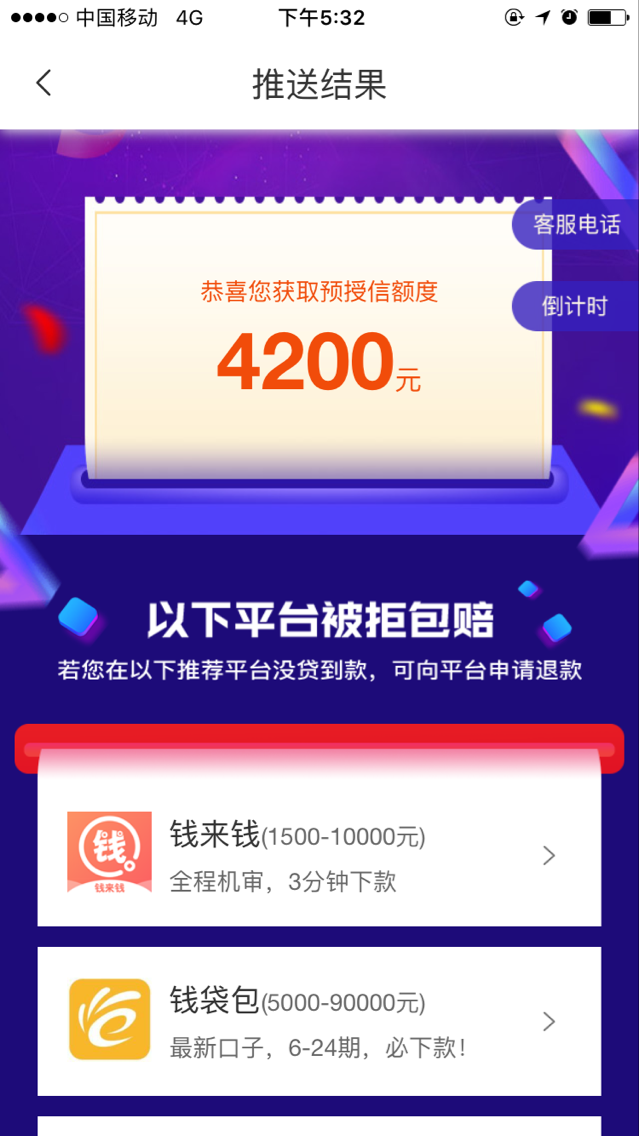 中国移动 4G 下午5:32
推送结果
客服电话
恭喜您获取预授信额度
倒计时
4200元
以下平台被拒包赔
若您在以下推荐平台没贷到款，可向平台申请退款
钱来钱(1500-10000元)
钱
钱来钱
全程机审，3分钟下款
钱袋包(5000-90000元)
最新口子，6-24期，必下款！